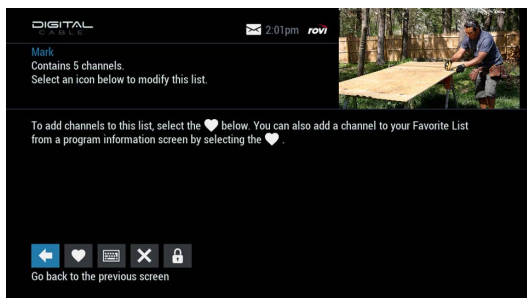 DIGITAL
CABLE
2:01pm rovi
Mark
Contains 5 channels.
Select an icon below to modify this list.
To add channels to this list, select the below. You can also add a channel to your Favorite List
from a program information screen by selecting the .
Go back to the previous screen